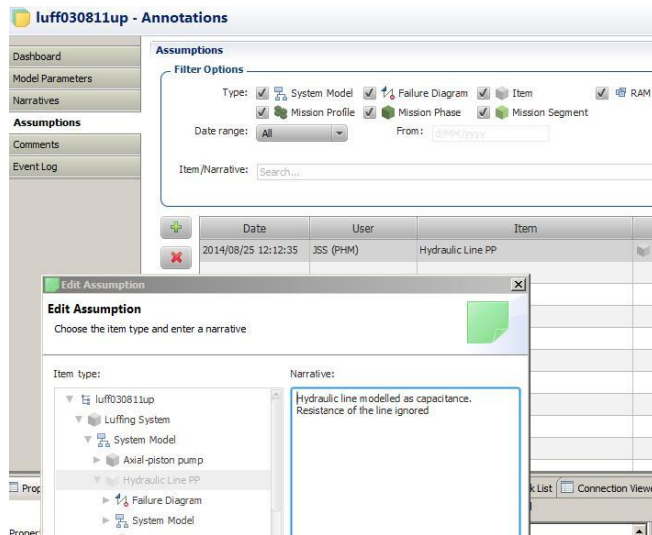 luff030811up - Annotations
Dashboard
Model Parameters
Narratives
Assumptions
Comments
Event Log
Assumptions
Filter Options
Type: System Model Failure Diagram Item RAM
Mission Profile Mission Phase Mission Segment
Date range: All From: d/MM/yyyy
Item/Narrative: Search...
Date User Item
2014/08/25 12:12:35 JSS (PHM) Hydraulic Line PP
Edit Assumption
Edit Assumption
Choose the item type and enter a narrative
Item type: Narrative:
luff030811up
Luffing System
System Model
Axial-piston pump
Hydraulic Line PP
Failure Diagram
System Model
Hydraulic line modelled as capacitance.
Resistance of the line ignored
Prop
k List Connection Viewe
Proper